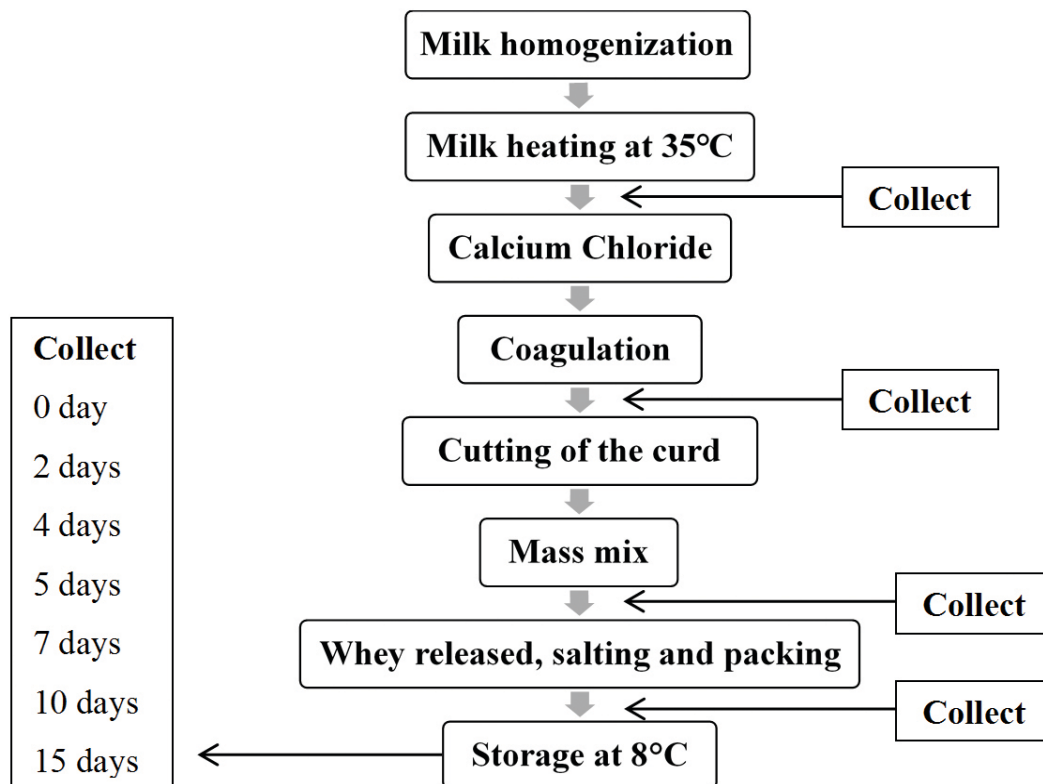 Milk homogenization
Milk heating at 35°C
Collect
Calcium Chloride
Coagulation
Collect
Cutting of the curd
Mass mix
Collect
Whey released, salting and packing
Collect
Storage at 8°C
Collect
0 day
2 days
4 days
5 days
7 days
10 days
15 days